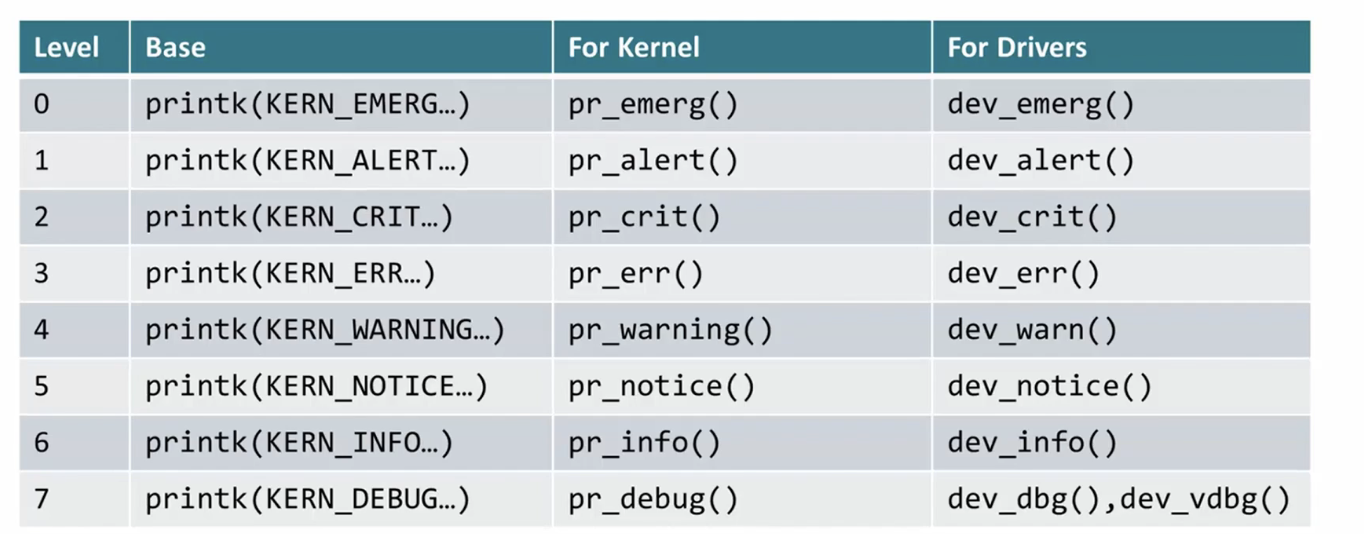 Level Base For Kernel For Drivers
0 printk(KERN_EMERG…) pr_emerg() dev_emerg()
1 printk(KERN_ALERT…) pr_alert() dev_alert()
2 printk(KERN_CRIT…) pr_crit() dev_crit()
3 printk(KERN_ERR…) pr_err() dev_err()
4 printk(KERN_WARNING…) pr_warning() dev_warn()
5 printk(KERN_NOTICE…) pr_notice() dev_notice()
6 printk(KERN_INFO…) pr_info() dev_info()
7 printk(KERN_DEBUG…) pr_debug() dev_dbg(),dev_vdbg()